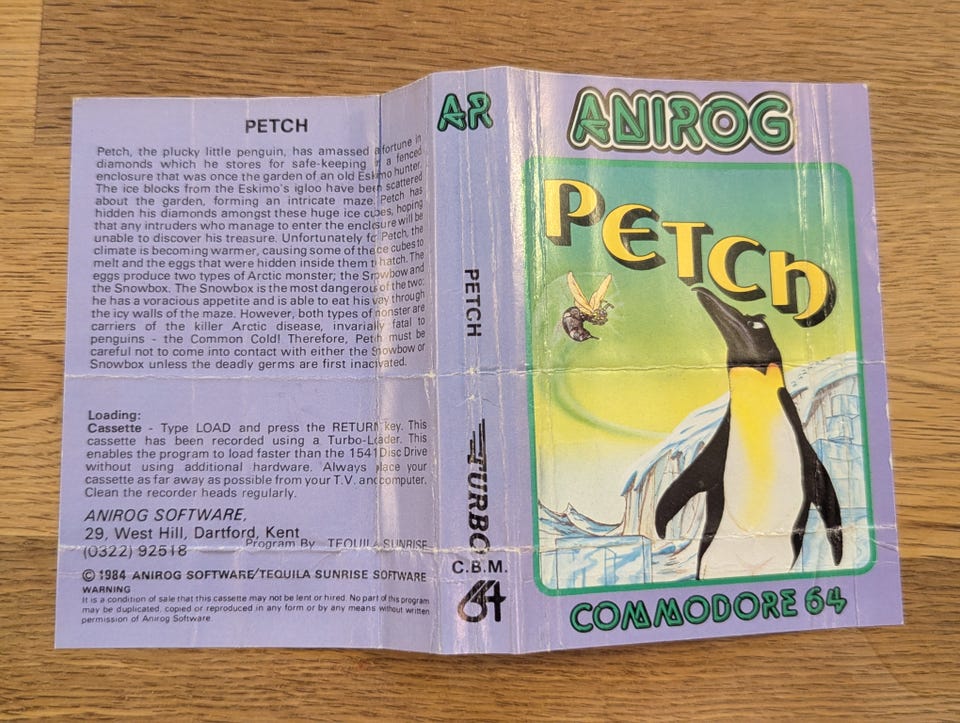 PETCH
Petch, the plucky little penguin, has amassed a fortune in
diamonds which he stores for safe-keeping in a fenced
enclosure that was once the garden of an old Eskimo hunter.
The ice blocks from the Eskimo's igloo have been scattered
about the garden, forming an intricate maze. Petch has
hidden his diamonds amongst these huge ice cubes, hoping
that any intruders who manage to enter the enclosure will be
unable to discover his treasure. Unfortunately for Petch, the
climate is becoming warmer, causing some of the ice cubes to
melt and the eggs that were hidden inside them to hatch. The
eggs produce two types of Arctic monster; the Snowbow and
the Snowbox. The Snowbox is the most dangerous of the two:
he has a voracious appetite and is able to eat his way through
the icy walls of the maze. However, both types of monster are
carriers of the killer Arctic disease, invariably fatal to
penguins - the Common Cold! Therefore, Petch must be
careful not to come into contact with either the Snowbow or
Snowbox unless the deadly germs are first inactivated.
Loading:
Cassette - Type LOAD and press the RETURN key. This
cassette has been recorded using a Turbo-Loader. This
enables the program to load faster than the 1541 Disc Drive
without using additional hardware. Always place your
cassette as far away as possible from your T.V. and computer.
Clean the recorder heads regularly.
ANIROG SOFTWARE,
29, West Hill, Dartford, Kent
(0322) 92518
Program By TEQUILA SUNRISE
© 1984 ANIROG SOFTWARE/TEQUILA SUNRISE SOFTWARE
WARNING
It is a condition of sale that this cassette may not be lent or hired. No part of this program
may be duplicated, copied or reproduced in any form or by any means without written
permission of Anirog Software
AR
PETCH
TURBO
C.B.M.
64
ANIROG
PETCH
COMMODORE 64